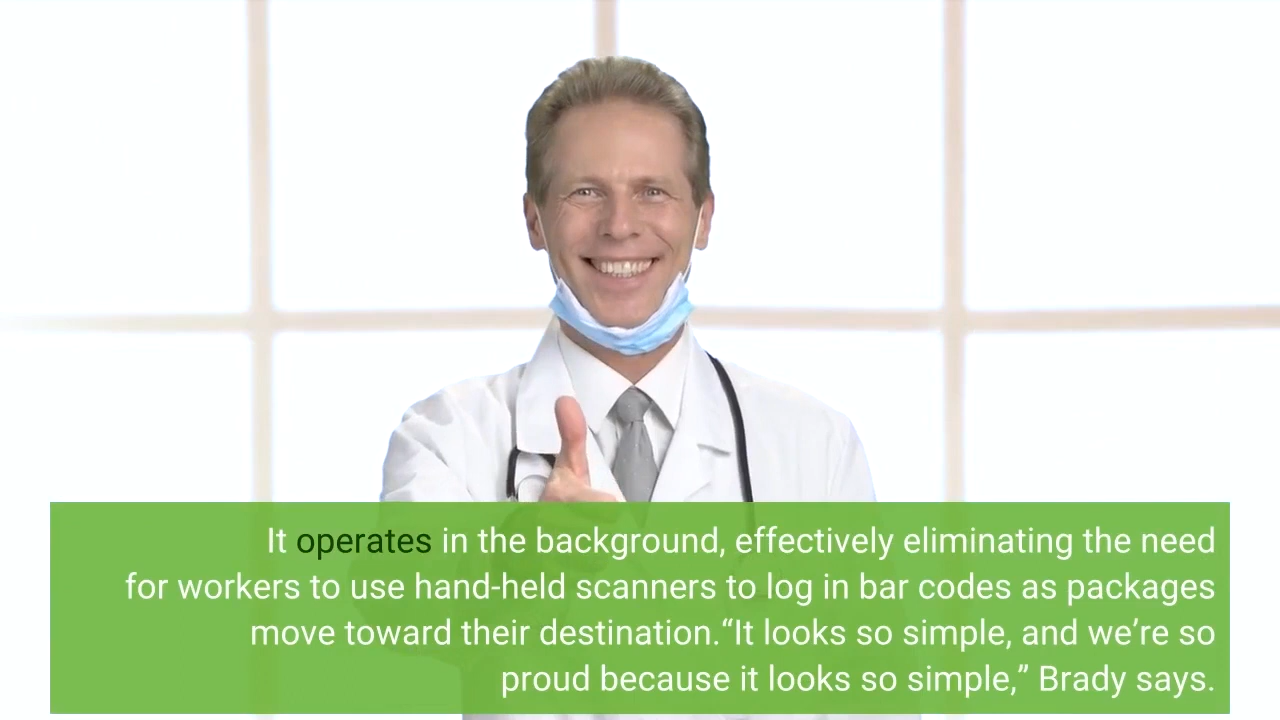 It operates in the background, effectively eliminating the need
for workers to use hand-held scanners to log in bar codes as packages
move toward their destination.“It looks so simple, and we’re so
proud because it looks so simple,” Brady says.